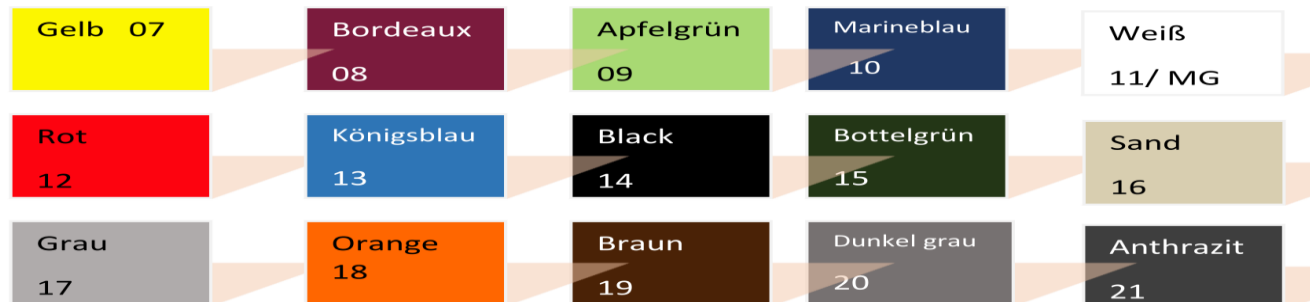 Gelb 07
Bordeaux
08
Apfelgrün
09
Marineblau
10
Weiß
11/ MG
Rot
12
Königsblau
13
Black
14
Bottelgrün
15
Sand
16
Grau
17
Orange
18
Braun
19
Dunkel grau
20
Anthrazit
21